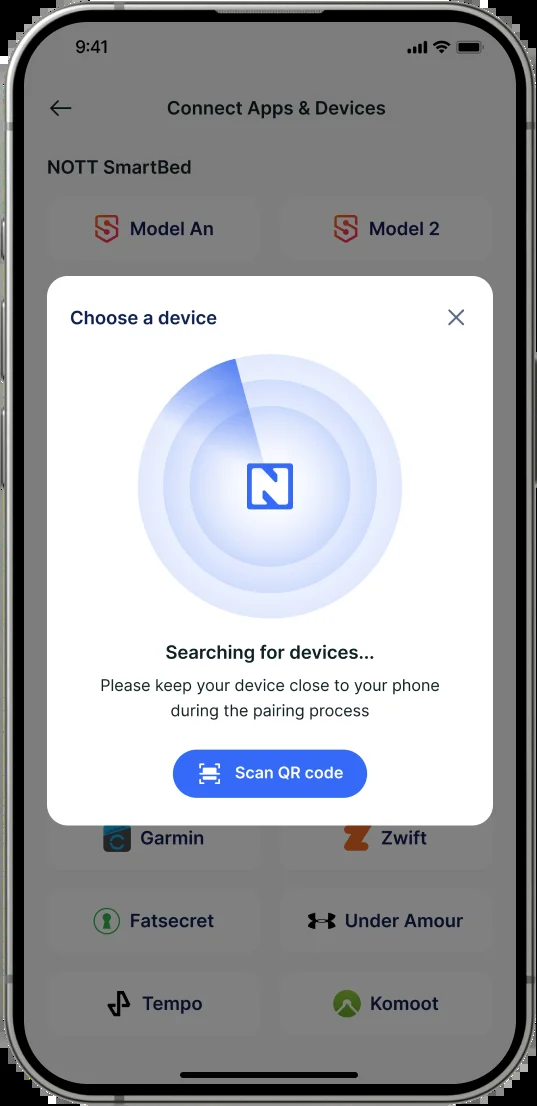 9:41
Connect Apps & Devices
NOTT SmartBed
Model An
Model 2
Choose a device
Searching for devices...
Please keep your device close to your phone
during the pairing process
Scan QR code
Garmin
Zwift
Fatsecret
Under Amour
Tempo
Komoot